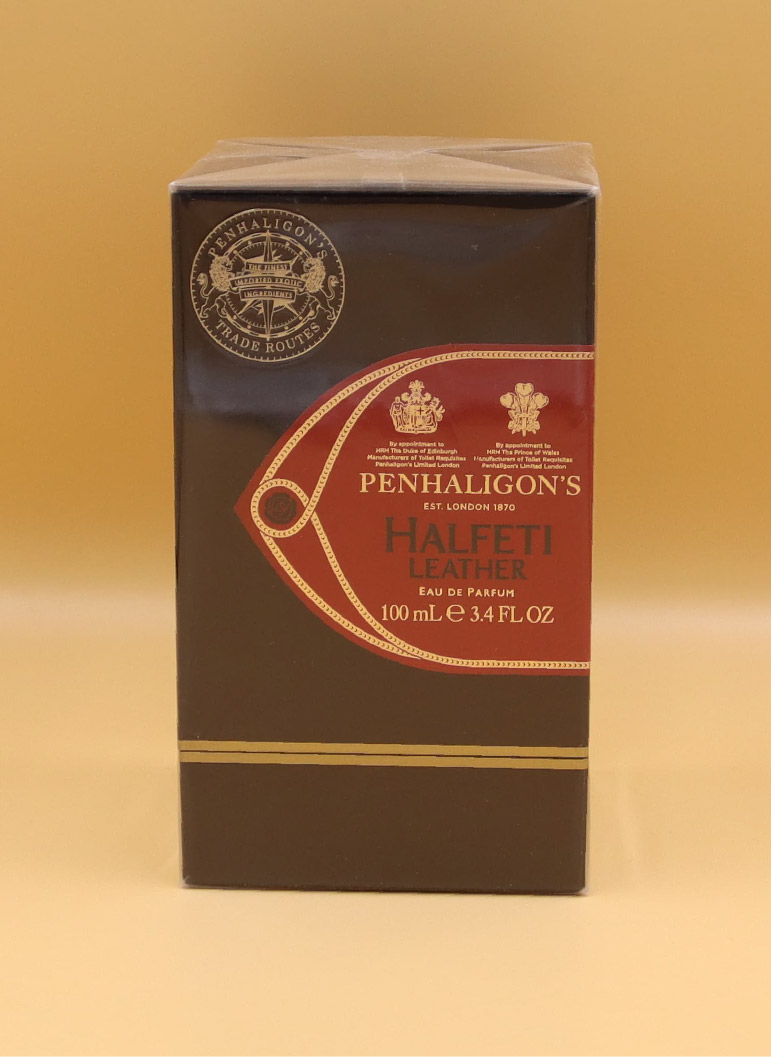 PENHALIGON'S
THE FINEST
IMPORTED EXOTIC
INGREDIENTS
TRADE ROUTES
By appointment to
HRH The Duke of Edinburgh
Manufacturers of Toilet Requisites
Penhaligon's Limited London
By appointment to
HRH The Prince of Wales
Manufacturers of Toilet Requisites
Penhaligon's Limited London
PENHALIGON'S
EST. LONDON 1870
HALFETI
LEATHER
EAU DE PARFUM
100 mL ℮ 3.4 FL OZ